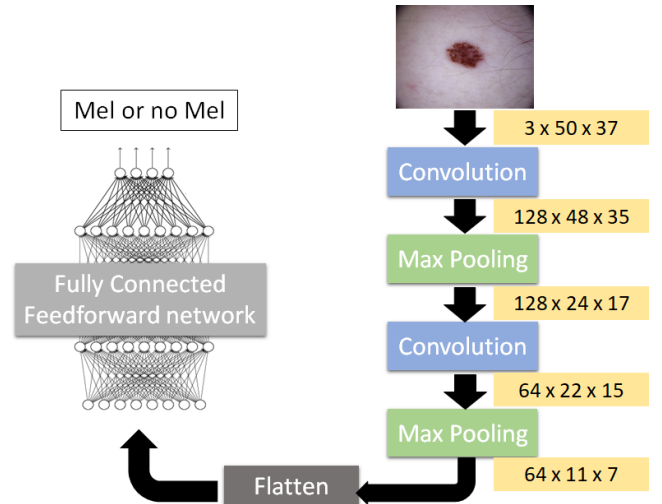 3 x 50 x 37
Convolution
128 x 48 x 35
Max Pooling
128 x 24 x 17
Convolution
64 x 22 x 15
Max Pooling
64 x 11 x 7
Flatten
Fully Connected
Feedforward network
Mel or no Mel